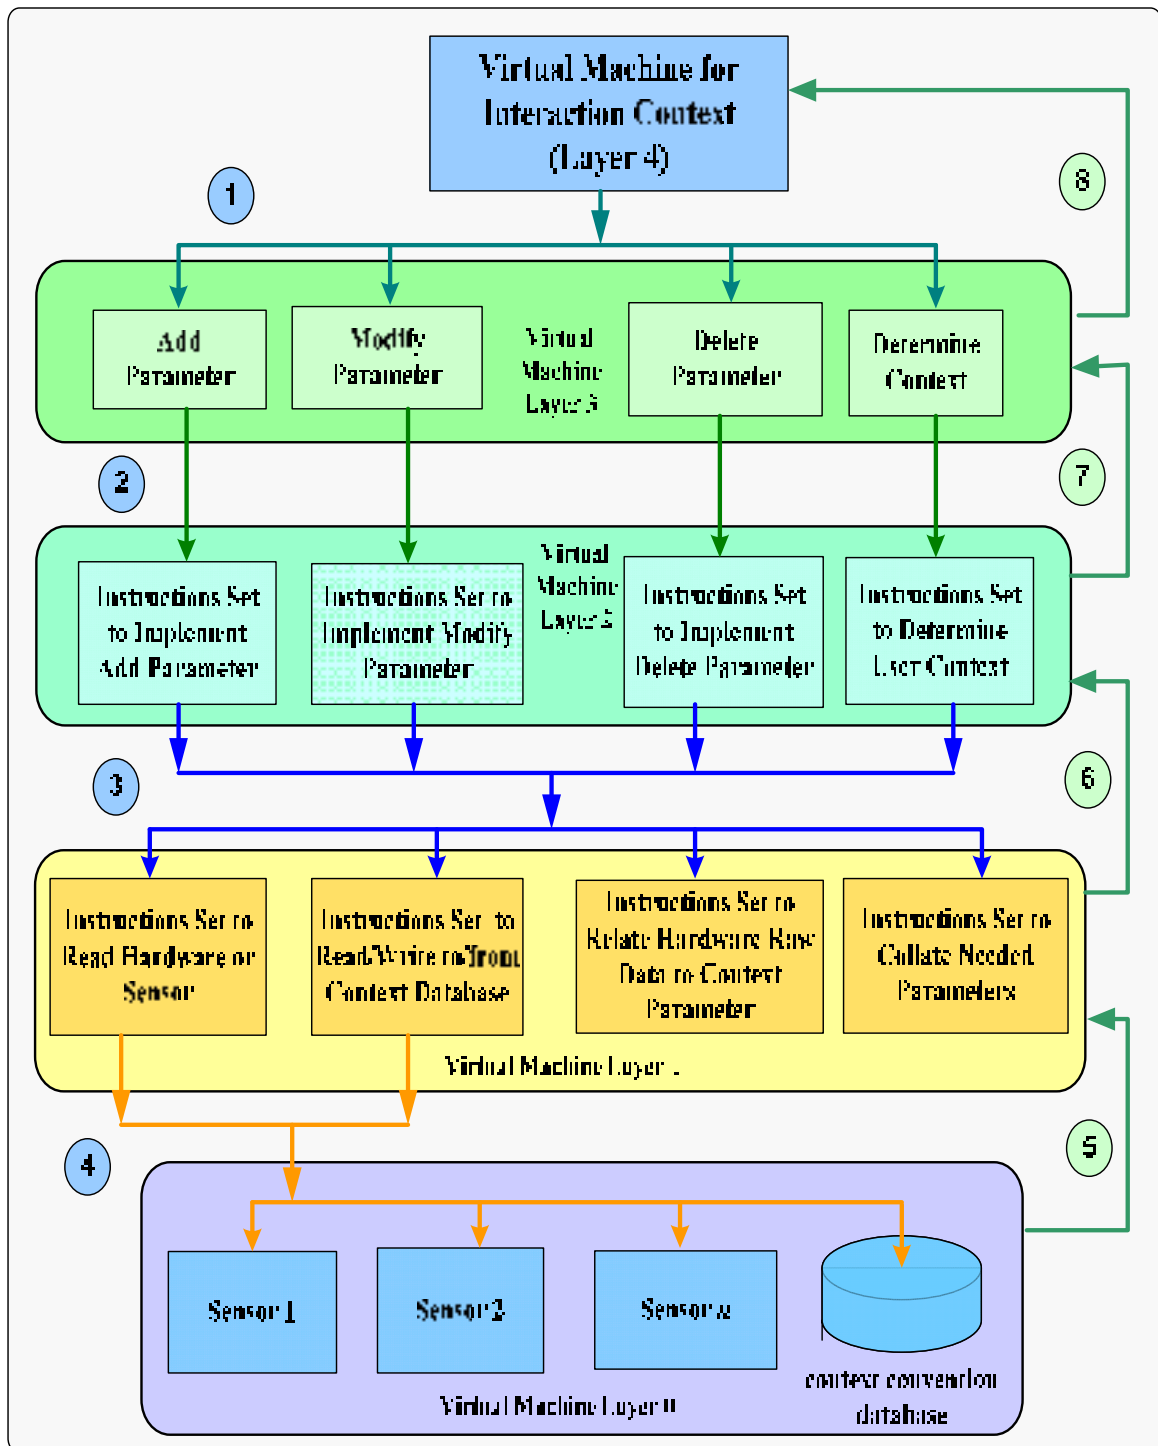 Virtual Machine for
Interaction Context
(Layer 4)
1
8
Add
Parameter
Modify
Parameter
Virtual
Machine
Layer 3
Delete
Parameter
Determine
Context
2
7
Virtual
Machine
Layer 2
Instructions Set
to Implement
Add Parameter
Instructions Set to
Implement Modify
Parameter
Instructions Set
to Implement
Delete Parameter
Instructions Set
to Determine
User Context
3
6
Instructions Set to
Read Hardware or
Sensor
Instructions Set to
Read/Write to/from
Context Database
Instructions Set to
Relate Hardware Raw
Data to Context
Parameter
Instructions Set to
Collate Needed
Parameters
Virtual Machine Layer
4
5
Sensor 1
Sensor 2
Sensor n
context convention
database
Virtual Machine Layer 0